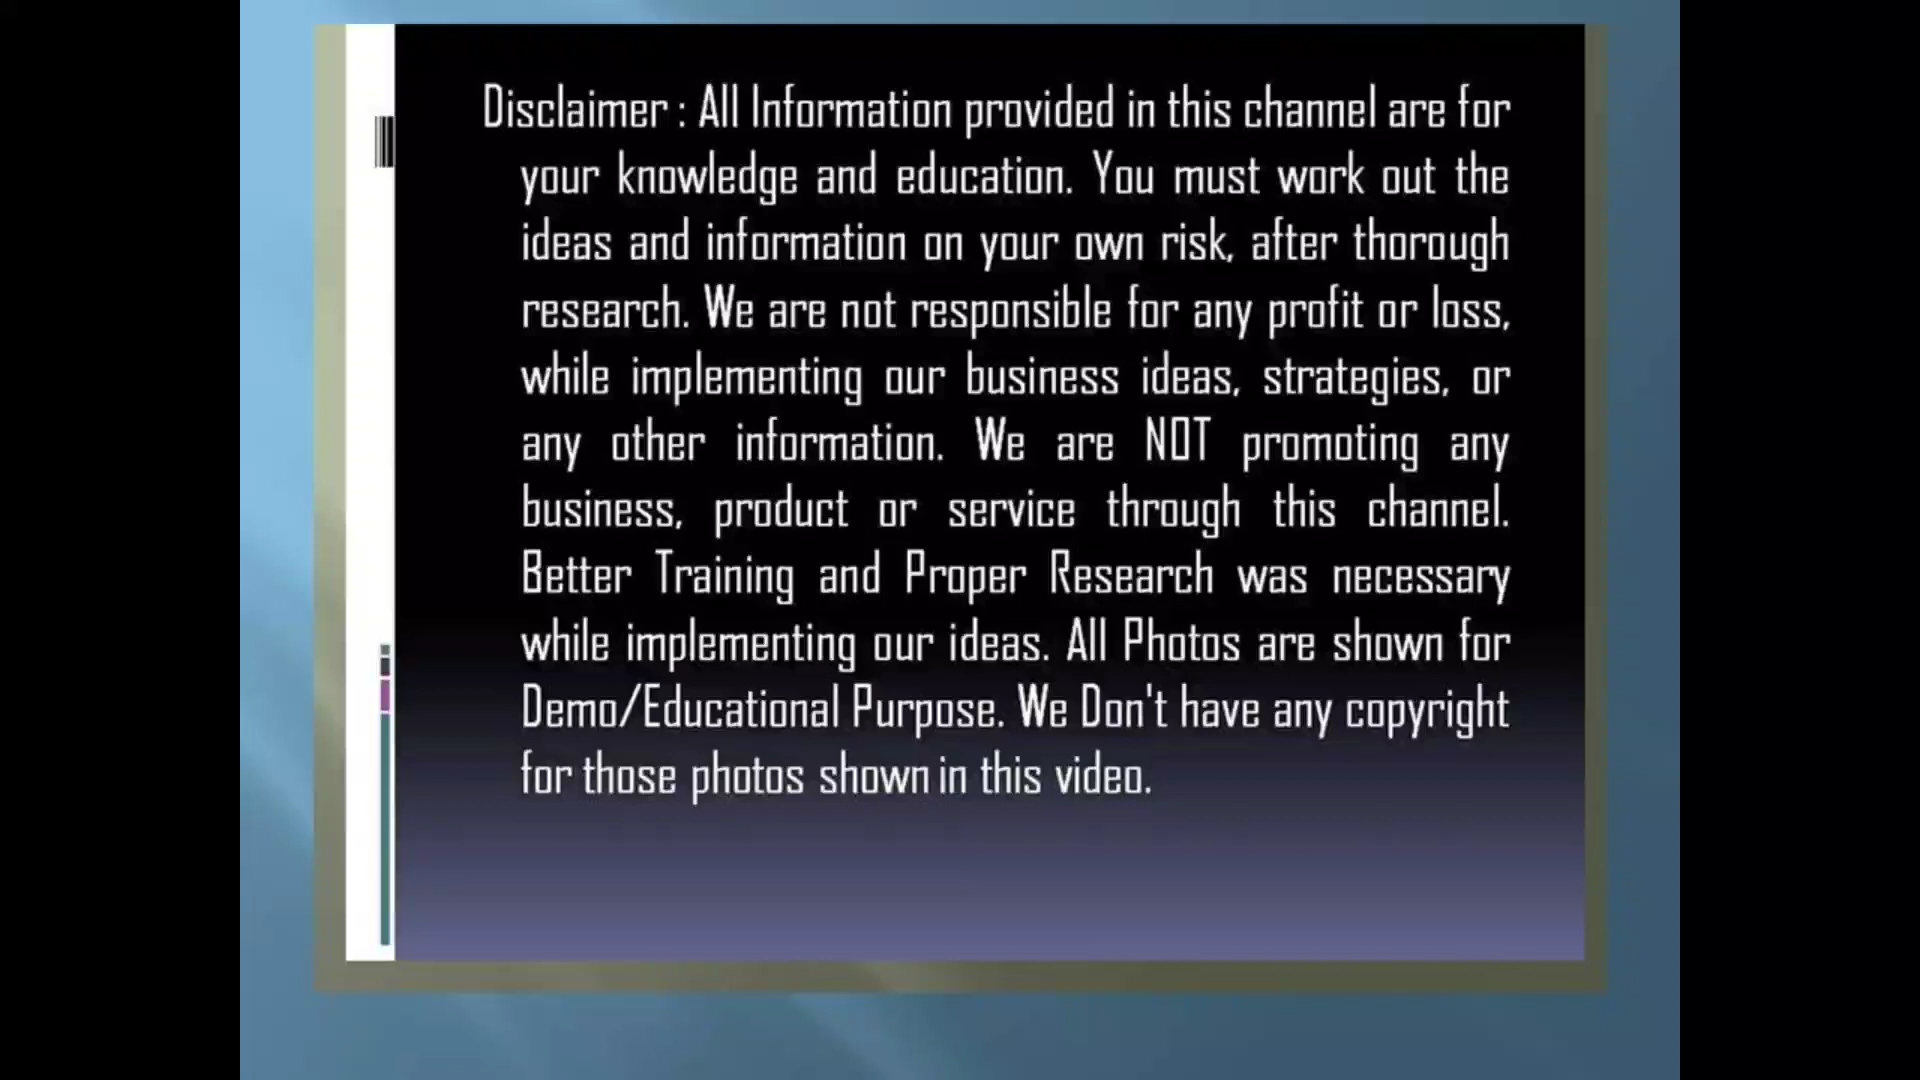 Disclaimer : All Information provided in this channel are for
your knowledge and education. You must work out the
ideas and information on your own risk, after thorough
research. We are not responsible for any profit or loss,
while implementing our business ideas, strategies, or
any other information. We are NOT promoting any
business, product or service through this channel.
Better Training and Proper Research was necessary
while implementing our ideas. All Photos are shown for
Demo/Educational Purpose. We Don't have any copyright
for those photos shown in this video.